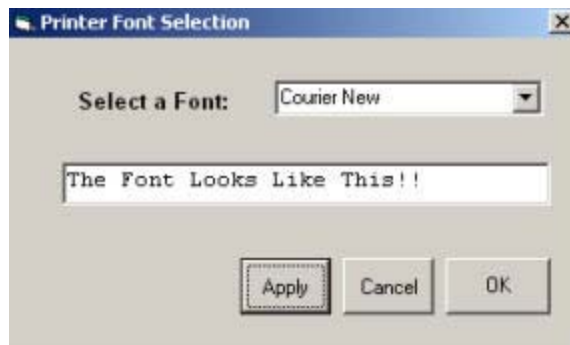 Printer Font Selection
Select a Font: Courier New
The Font Looks Like This!!
Apply Cancel OK